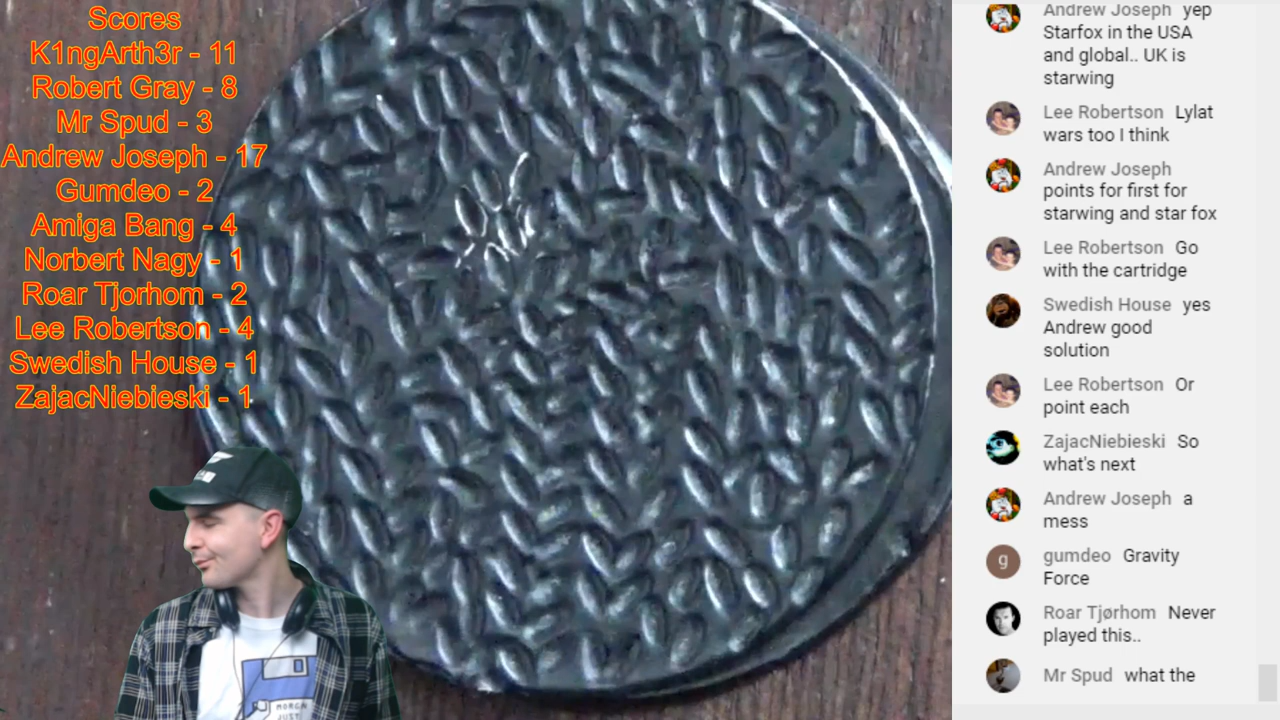 Scores
K1ngArth3r - 11
Robert Gray - 8
Mr Spud - 3
Andrew Joseph - 17
Gumdeo - 2
Amiga Bang - 4
Norbert Nagy - 1
Roar Tjorhom - 2
Lee Robertson - 4
Swedish House - 1
ZajacNiebieski - 1
Andrew Joseph yep
Starfox in the USA
and global.. UK is
starwing
Lee Robertson Lylat
wars too I think
Andrew Joseph
points for first for
starwing and star fox
Lee Robertson Go
with the cartridge
Swedish House yes
Andrew good
solution
Lee Robertson Or
point each
ZajacNiebieski So
what's next
Andrew Joseph a
mess
g
gumdeo Gravity
Force
Roar Tjørhom Never
played this..
Mr Spud what the